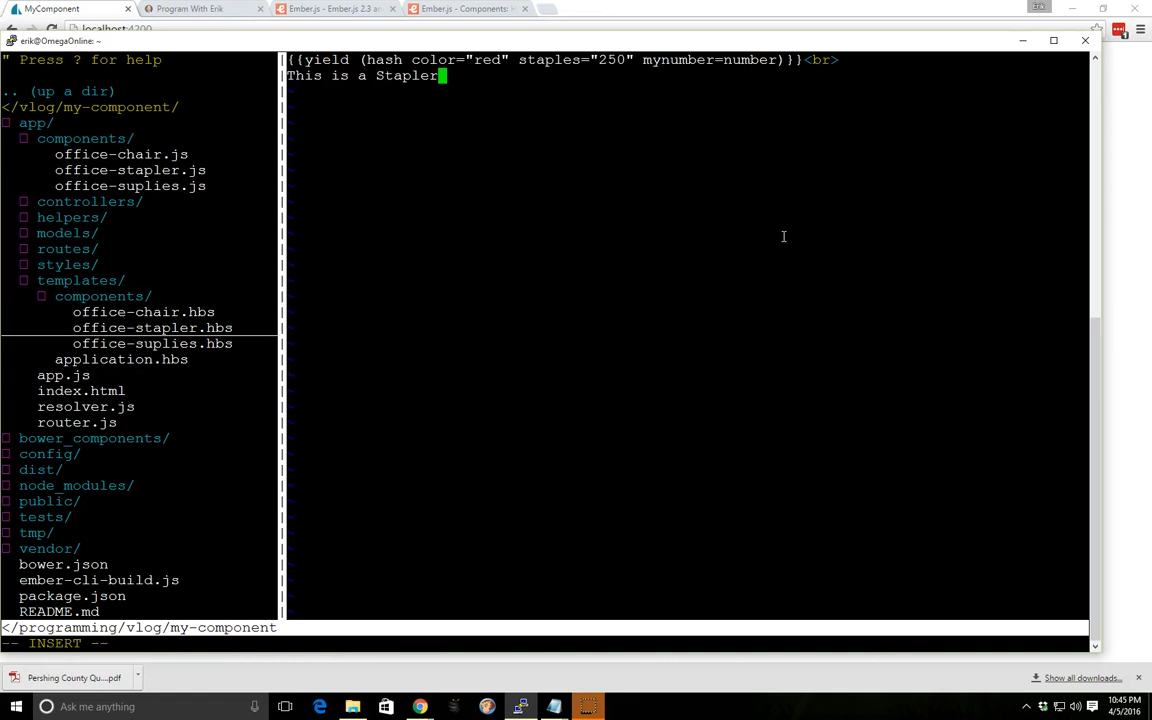 MyComponent
Program With Erik
Ember.js - Ember.js 2.3 an
Ember.js - Components: H
Erik
localhost:4200
erik@OmegaOnline: ~
" Press ? for help
.. (up a dir)
</vlog/my-component/
app/
components/
office-chair.js
office-stapler.js
office-suplies.js
controllers/
helpers/
models/
routes/
styles/
templates/
components/
office-chair.hbs
office-stapler.hbs
office-suplies.hbs
application.hbs
app.js
index.html
resolver.js
router.js
bower_components/
config/
dist/
node_modules/
public/
tests/
tmp/
vendor/
bower.json
ember-cli-build.js
package.json
README.md
</programming/vlog/my-component
-- INSERT --
{{yield (hash color="red" staples="250" mynumber=number)}}<br>
This is a Stapler
Pershing County Qu....pdf
Show all downloads...
Ask me anything
10:45 PM
4/5/2016